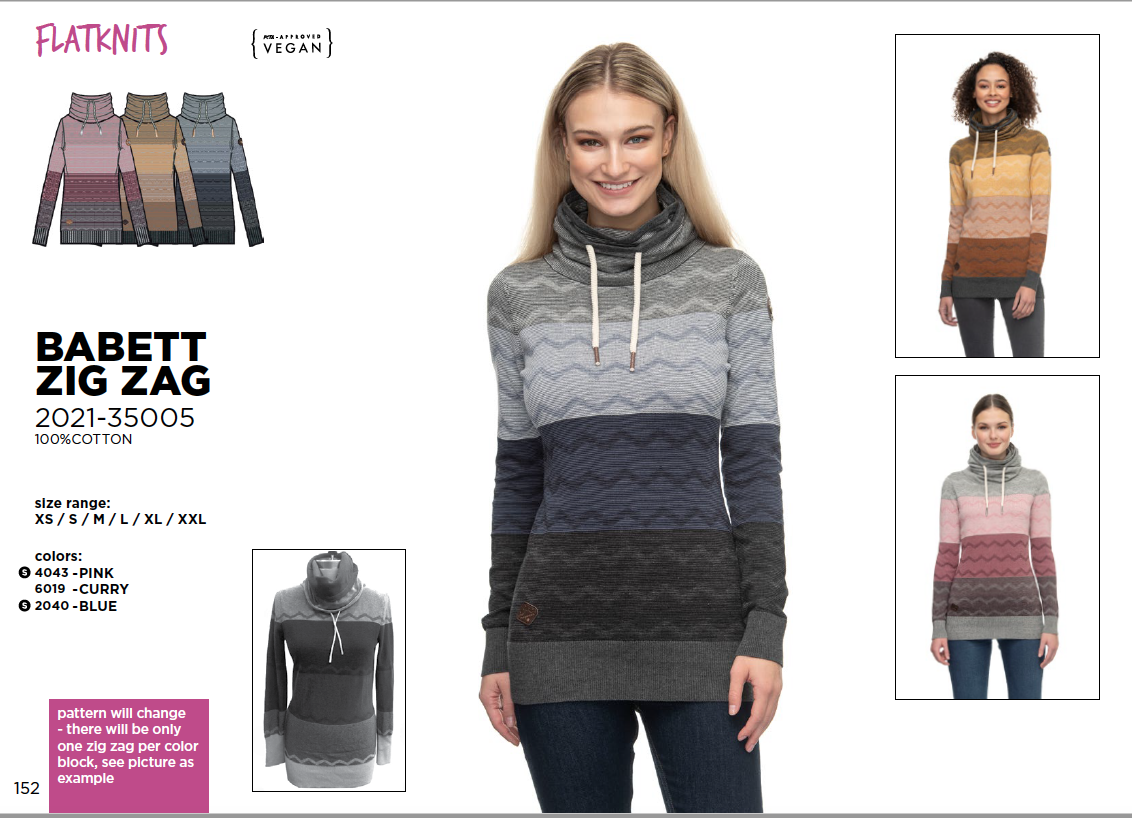 FLATKNITS
PETA-APPROVED
VEGAN
BABETT
ZIG ZAG
2021-35005
100%COTTON
size range:
XS / S / M / L / XL / XXL
colors:
S 4043 -PINK
6019 -CURRY
S 2040 -BLUE
pattern will change
- there will be only
one zig zag per color
block, see picture as
example
152